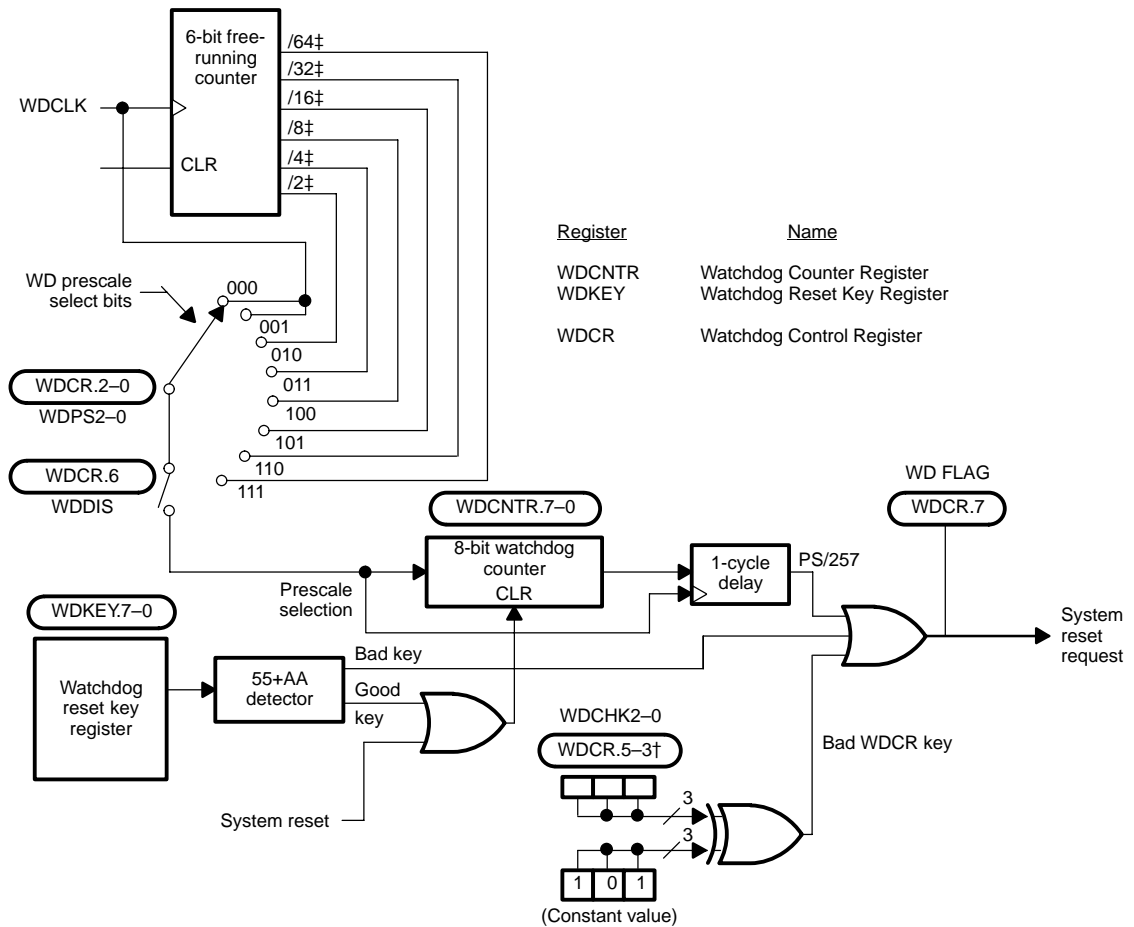 6-bit free-
running
counter
/64‡
/32‡
/16‡
/8‡
/4‡
/2‡
WDCLK
CLR
Register Name
WDCNTR Watchdog Counter Register
WDKEY Watchdog Reset Key Register
WDCR Watchdog Control Register
WD prescale
select bits
000
001
010
011
100
101
110
111
WDCR.2–0
WDPS2–0
WDCR.6
WDDIS
WDCNTR.7–0
8-bit watchdog
counter
CLR
1-cycle
delay
PS/257
WD FLAG
WDCR.7
Prescale
selection
System
reset
request
WDKEY.7–0
Watchdog
reset key
register
55+AA
detector
Bad key
Good
key
System reset
WDCHK2–0
WDCR.5–3†
3
3
Bad WDCR key
1 0 1
(Constant value)